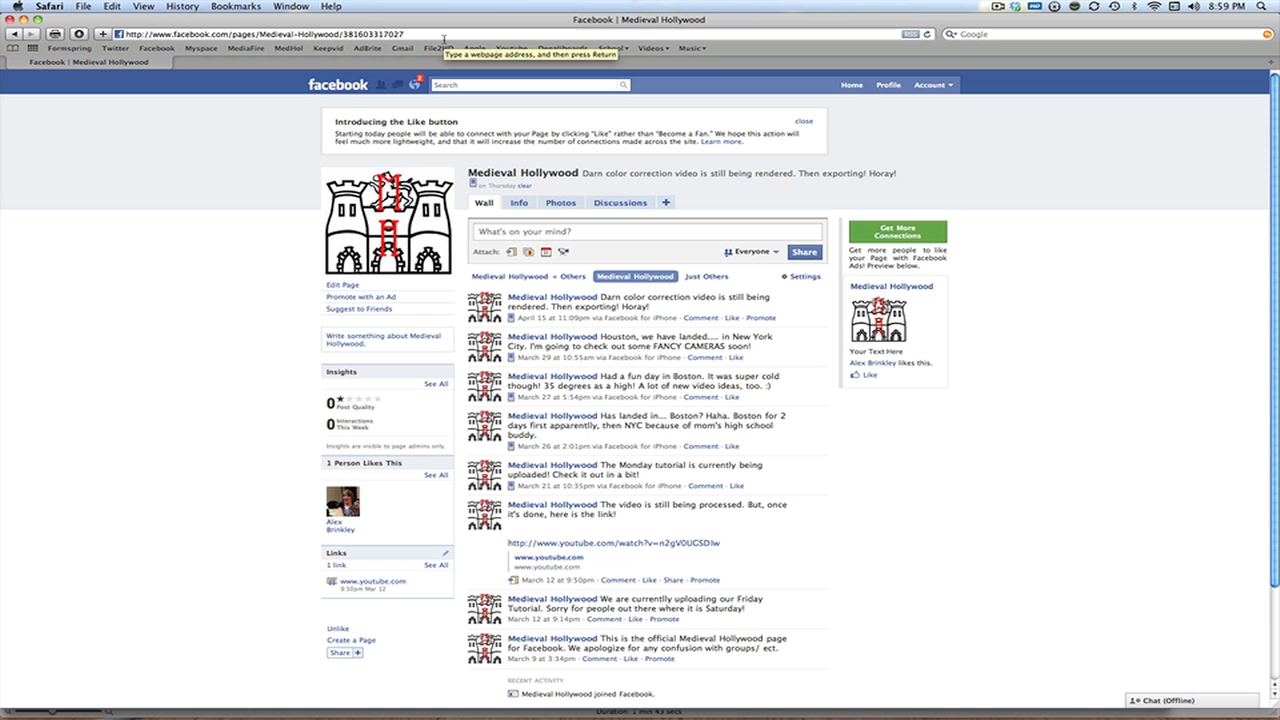 Safari File Edit View History Bookmarks Window Help 8:59 PM
Facebook | Medieval Hollywood
http://www.facebook.com/pages/Medieval-Hollywood/381603317027 RSS Google
Formspring Twitter Facebook Myspace MediaFire MedHol Keepvid AdBrite Gmail File2HD Apple Youtube School Videos Music
Type a webpage address, and then press Return
Facebook | Medieval Hollywood
facebook 2 Search Home Profile Account
Introducing the Like button close
Starting today people will be able to connect with your Page by clicking "Like" rather than "Become a Fan." We hope this action will
feel much more lightweight, and that it will increase the number of connections made across the site. Learn more.
Medieval Hollywood Darn color correction video is still being rendered. Then exporting! Horay!
on Thursday clear
Wall Info Photos Discussions +
What's on your mind?
Attach: Everyone Share
Medieval Hollywood + Others Medieval Hollywood Just Others Settings
Medieval Hollywood Darn color correction video is still being
rendered. Then exporting! Horay!
April 15 at 11:09pm via Facebook for iPhone · Comment · Like · Promote
Medieval Hollywood Houston, we have landed.... in New York
City. I'm going to check out some FANCY CAMERAS soon!
March 29 at 10:55am via Facebook for iPhone · Comment · Like
Medieval Hollywood Had a fun day in Boston. It was super cold
though! 35 degrees as a high! A lot of new video ideas, too. :)
March 27 at 5:54pm via Facebook for iPhone · Comment · Like
Medieval Hollywood Has landed in... Boston? Haha. Boston for 2
days first apparentlly, then NYC because of mom's high school
buddy.
March 26 at 2:01pm via Facebook for iPhone · Comment · Like
Medieval Hollywood The Monday tutorial is currently being
uploaded! Check it out in a bit!
March 21 at 10:35pm via Facebook for iPhone · Comment · Like
Medieval Hollywood The video is still being processed. But, once
it's done, here is the link!
http://www.youtube.com/watch?v=n2gV0UGSDlw
www.youtube.com
www.youtube.com
March 12 at 9:50pm · Comment · Like · Share · Promote
Medieval Hollywood We are currentlly uploading our Friday
Tutorial. Sorry for people out there where it is Saturday!
March 12 at 9:14pm · Comment · Like · Promote
Medieval Hollywood This is the official Medieval Hollywood page
for Facebook. We apologize for any confusion with groups/ ect.
March 9 at 3:34pm · Comment · Like · Promote
RECENT ACTIVITY
Medieval Hollywood joined Facebook.
M
H
Edit Page
Promote with an Ad
Suggest to Friends
Write something about Medieval
Hollywood.
Insights
See All
0 Post Quality
0 Interactions
This Week
Insights are visible to page admins only.
1 Person Likes This
See All
Alex
Brinkley
Links
1 link See All
www.youtube.com
9:50pm Mar 12
Unlike
Create a Page
Share +
Get More
Connections
Get more people to like
your Page with Facebook
Ads! Preview below.
Medieval Hollywood
Your Text Here
Alex Brinkley likes this.
Like
Chat (Offline)
Duration: 1 min 43 secs